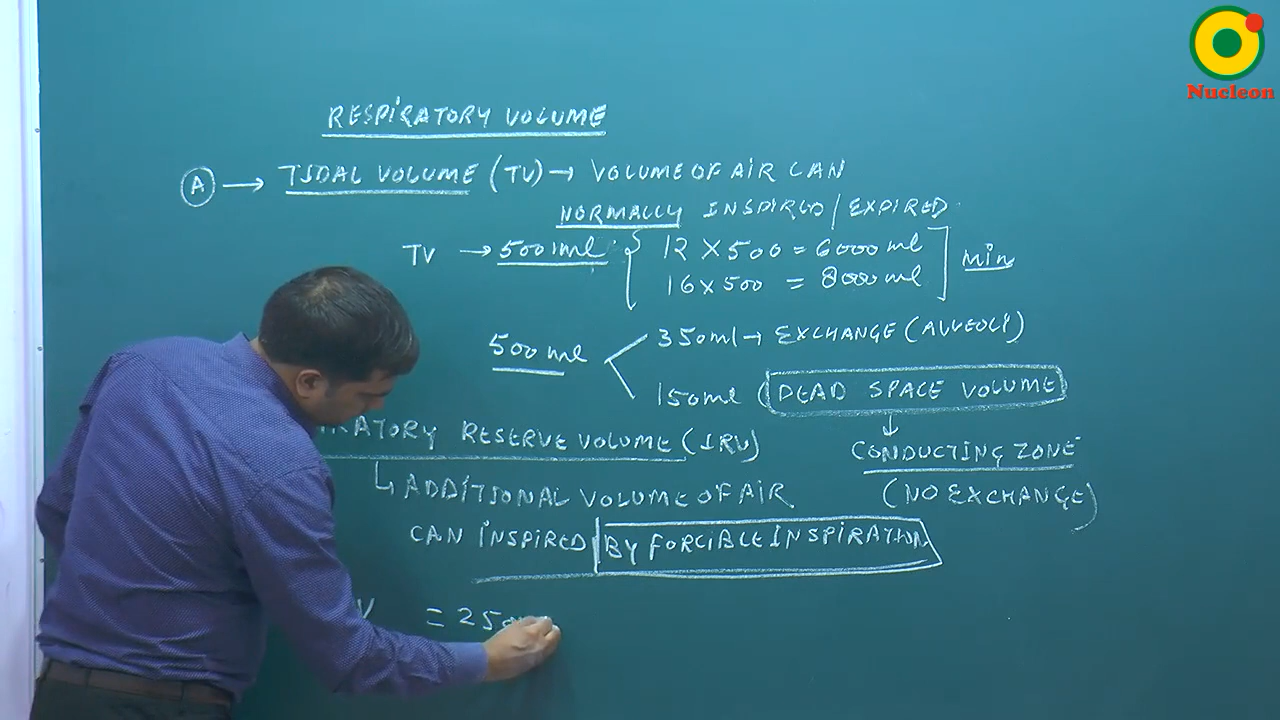 Nucleon
RESPIRATORY VOLUME
A → TIDAL VOLUME (TV) → VOLUME OF AIR CAN
NORMALLY INSPIRED / EXPIRED
TV → 500 ml { 12 × 500 = 6000 ml ] Min
16 × 500 = 8000 ml
500 ml
350 ml → EXCHANGE (ALVEOLI)
150 ml (DEAD SPACE VOLUME)
↓
CONDUCTING ZONE
(NO EXCHANGE)
RATORY RESERVE VOLUME (IRV)
↳ ADDITIONAL VOLUME OF AIR
CAN INSPIRED BY FORCIBLE INSPIRATION
V = 250